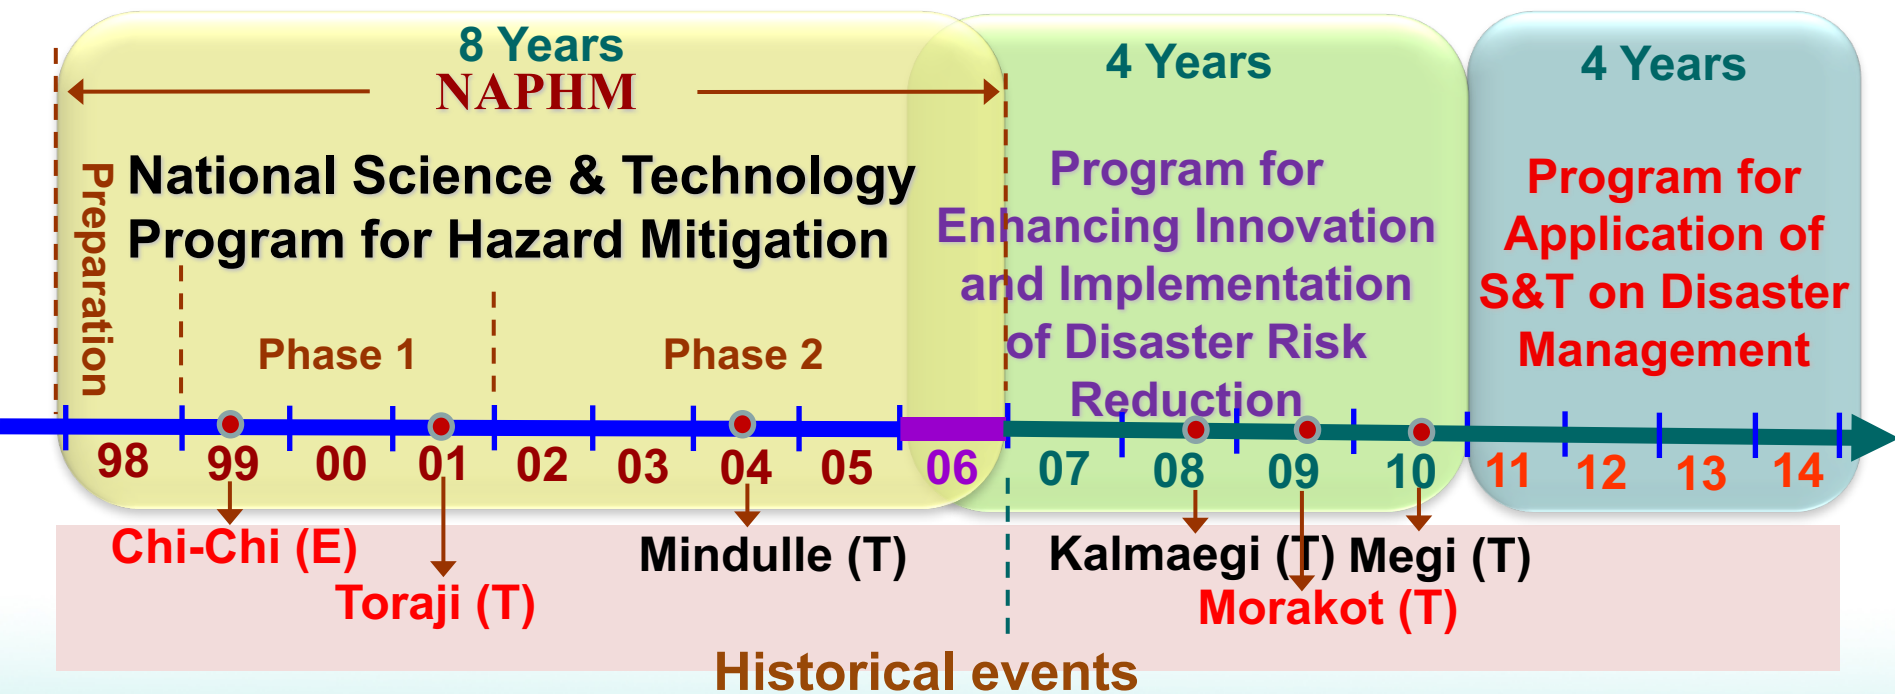 8 Years
NAPHM
National Science & Technology
Program for Hazard Mitigation
Preparation
Phase 1
Phase 2
4 Years
Program for
Enhancing Innovation
and Implementation
of Disaster Risk
Reduction
4 Years
Program for
Application of
S&T on Disaster
Management
98 99 00 01 02 03 04 05 06 07 08 09 10 11 12 13 14
Chi-Chi (E)
Toraji (T)
Mindulle (T)
Kalmaegi (T)
Morakot (T)
Megi (T)
Historical events